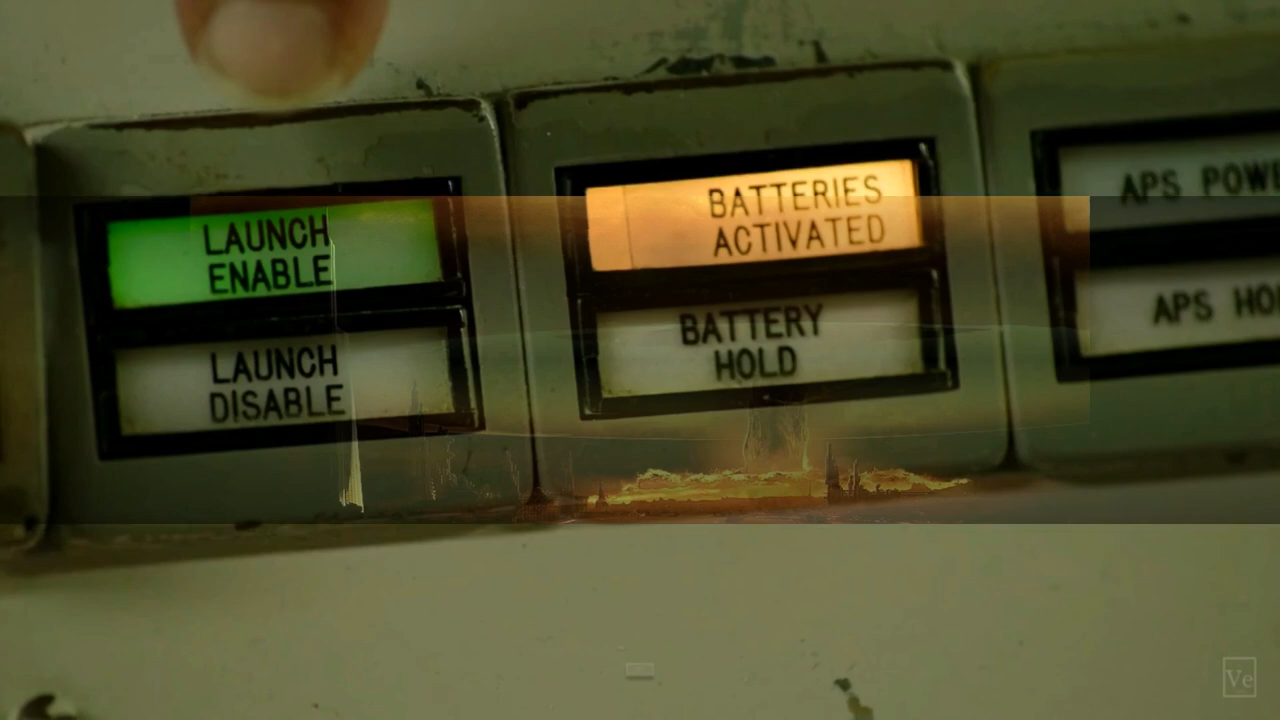 LAUNCH
ENABLE
LAUNCH
DISABLE
BATTERIES
ACTIVATED
BATTERY
HOLD
APS
APS
Ve